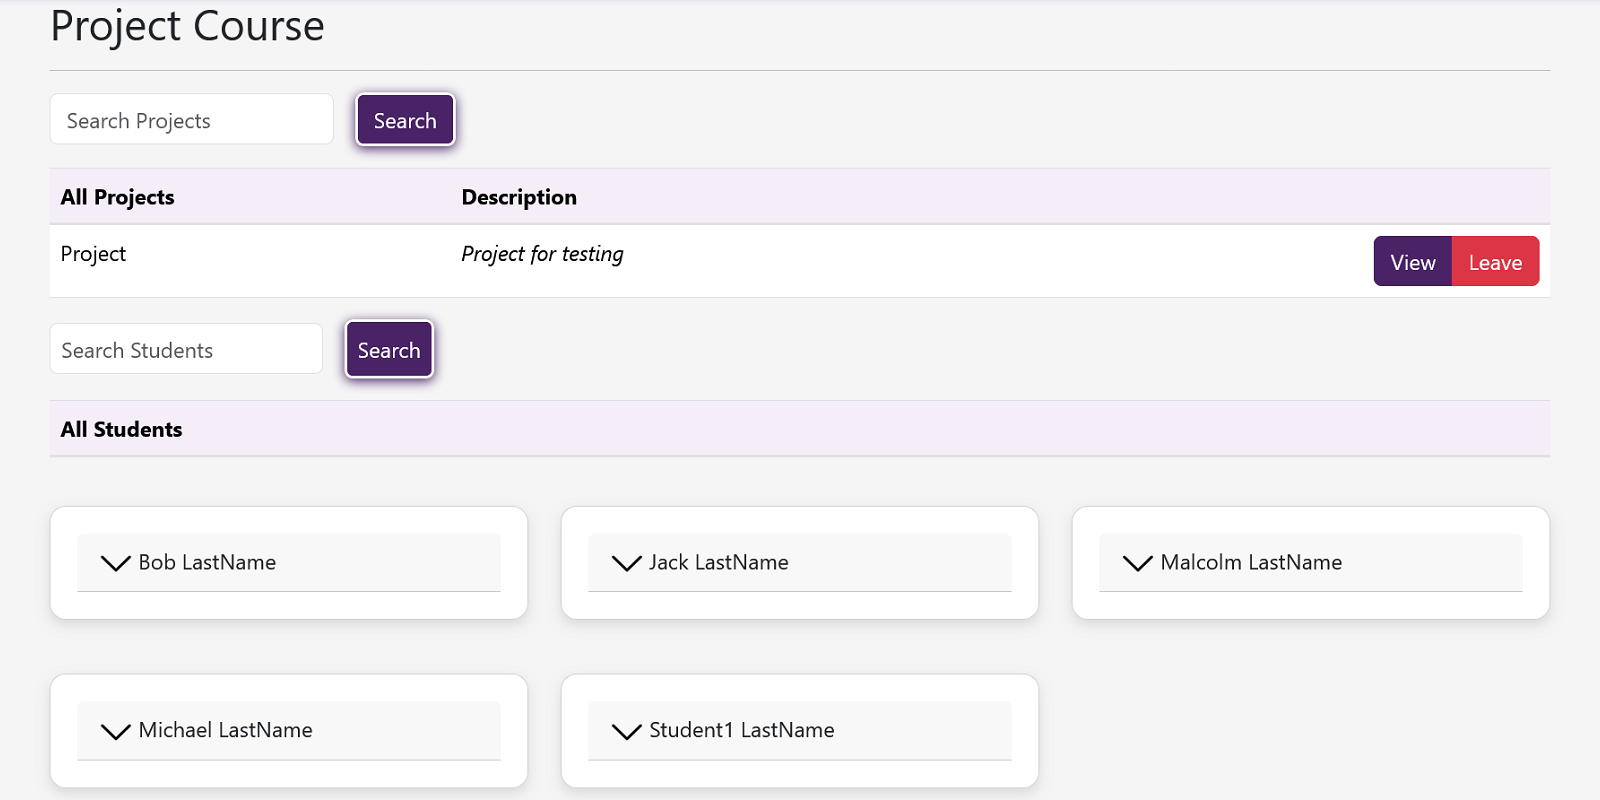 Project Course
Search Projects Search
All Projects Description
Project Project for testing View Leave
Search Students Search
All Students
Bob LastName Jack LastName Malcolm LastName
Michael LastName Student1 LastName